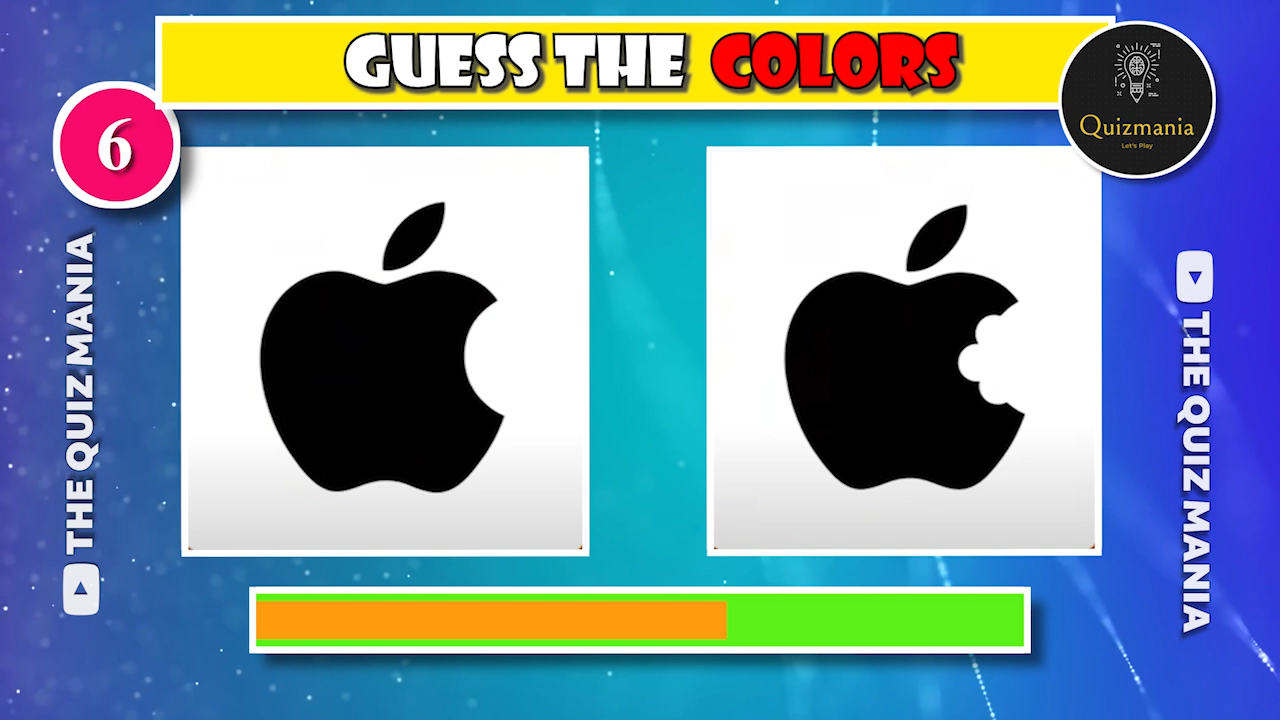 GUESS THE COLORS
6
Quizmania
Let's Play
THE QUIZ MANIA
THE QUIZ MANIA